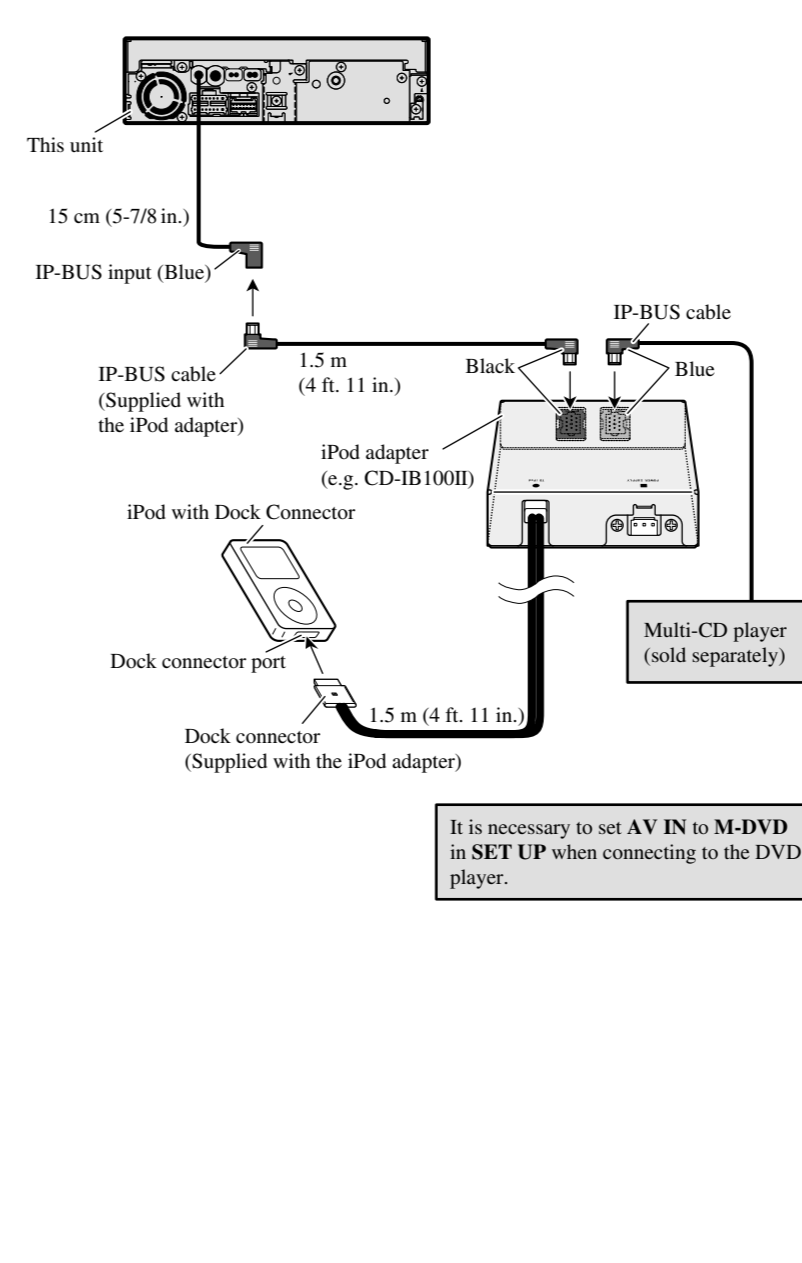 This unit
15 cm (5-7/8 in.)
IP-BUS input (Blue)
IP-BUS cable
Black
Blue
1.5 m
(4 ft. 11 in.)
IP-BUS cable
(Supplied with
the iPod adapter)
iPod adapter
(e.g. CD-IB100II)
iPod with Dock Connector
Multi-CD player
(sold separately)
Dock connector port
1.5 m (4 ft. 11 in.)
Dock connector
(Supplied with the iPod adapter)
It is necessary to set AV IN to M-DVD
in SET UP when connecting to the DVD
player.